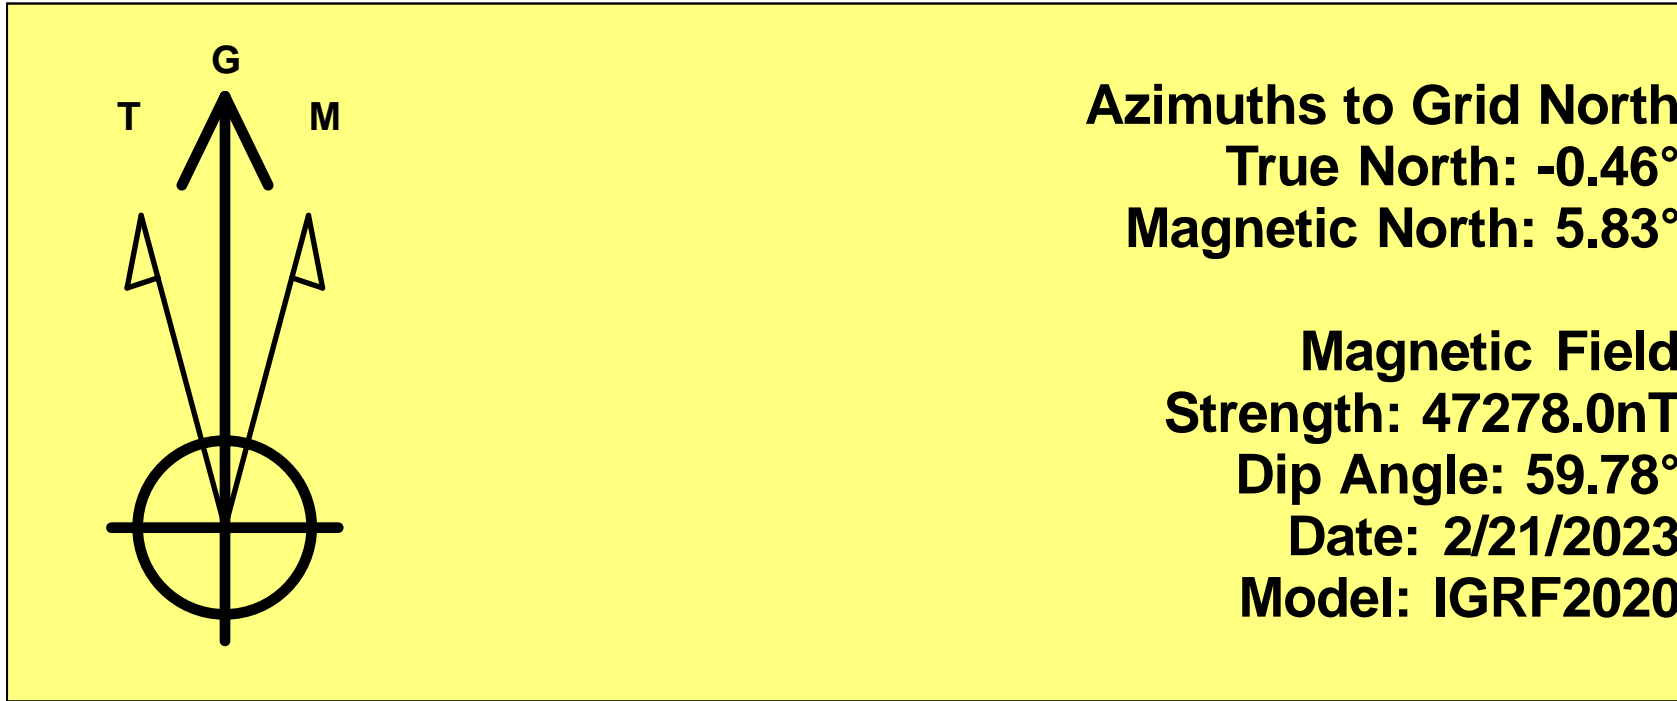 G
T M
Azimuths to Grid North
True North: -0.46°
Magnetic North: 5.83°
Magnetic Field
Strength: 47278.0nT
Dip Angle: 59.78°
Date: 2/21/2023
Model: IGRF2020